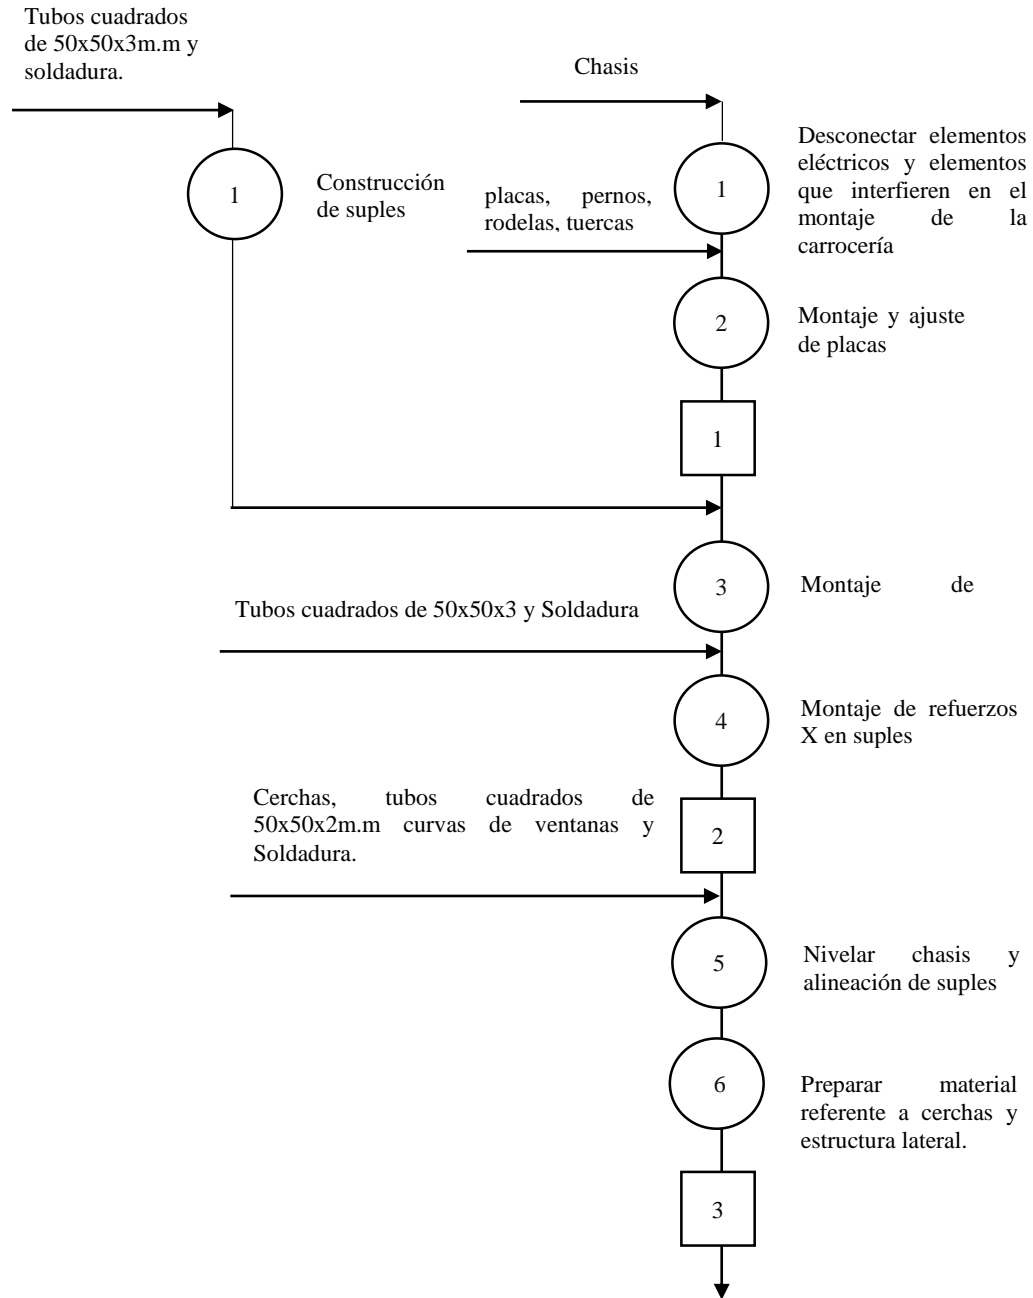 Tubos cuadrados
de 50x50x3m.m y
soldadura.
Chasis
1
Construcción
de suples
placas, pernos,
rodelas, tuercas
1
Desconectar elementos
eléctricos y elementos
que interfieren en el
montaje de la
carrocería
2
Montaje y ajuste
de placas
1
3
Montaje de
Tubos cuadrados de 50x50x3 y Soldadura
4
Montaje de refuerzos
X en suples
Cerchas, tubos cuadrados de
50x50x2m.m curvas de ventanas y
Soldadura.
2
5
Nivelar chasis y
alineación de suples
6
Preparar material
referente a cerchas y
estructura lateral.
3